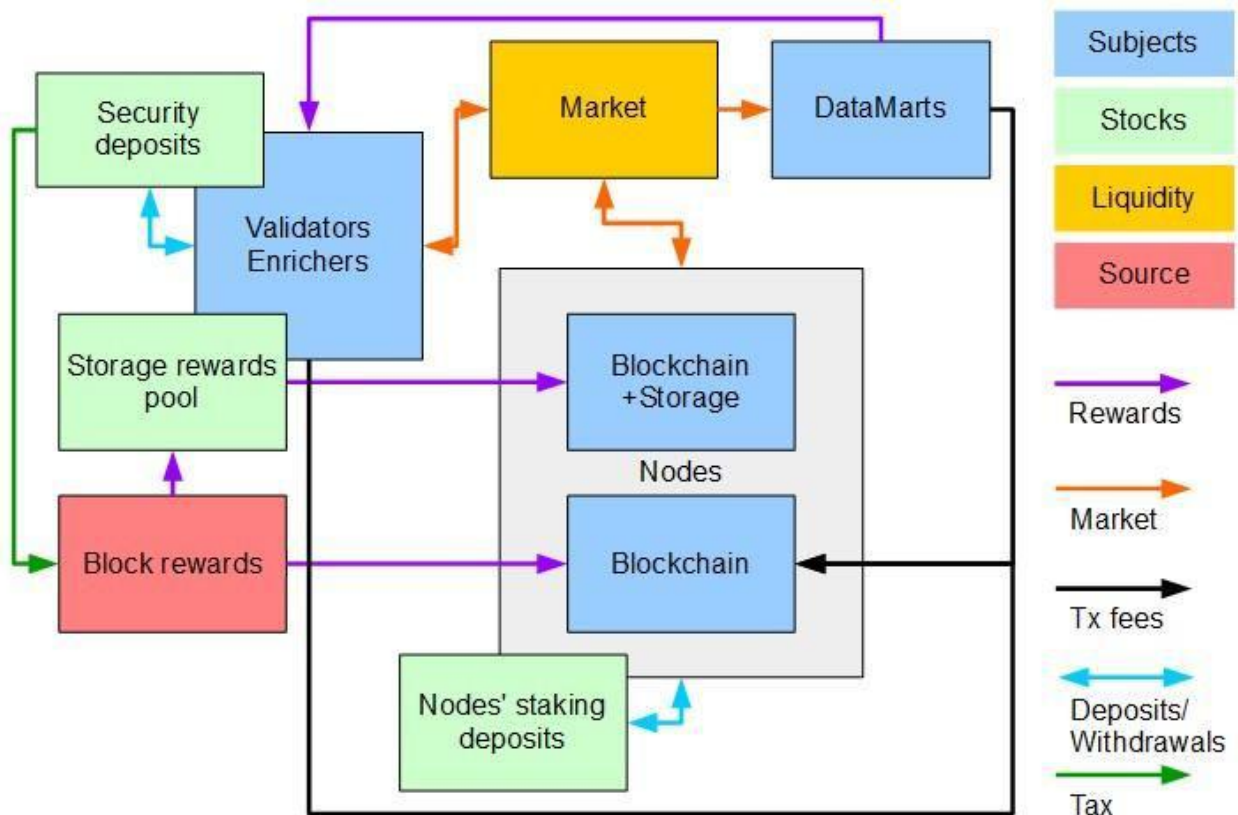 Security
deposits
Market
DataMarts
Validators
Enrichers
Storage rewards
pool
Blockchain
+Storage
Nodes
Block rewards
Blockchain
Nodes' staking
deposits
Subjects
Stocks
Liquidity
Source
Rewards
Market
Tx fees
Deposits/
Withdrawals
Tax